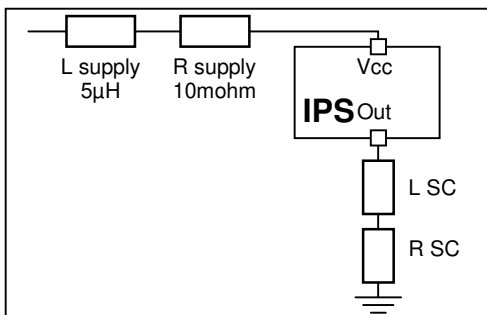 L supply
5µH
R supply
10mohm
Vcc
IPS Out
L SC
R SC